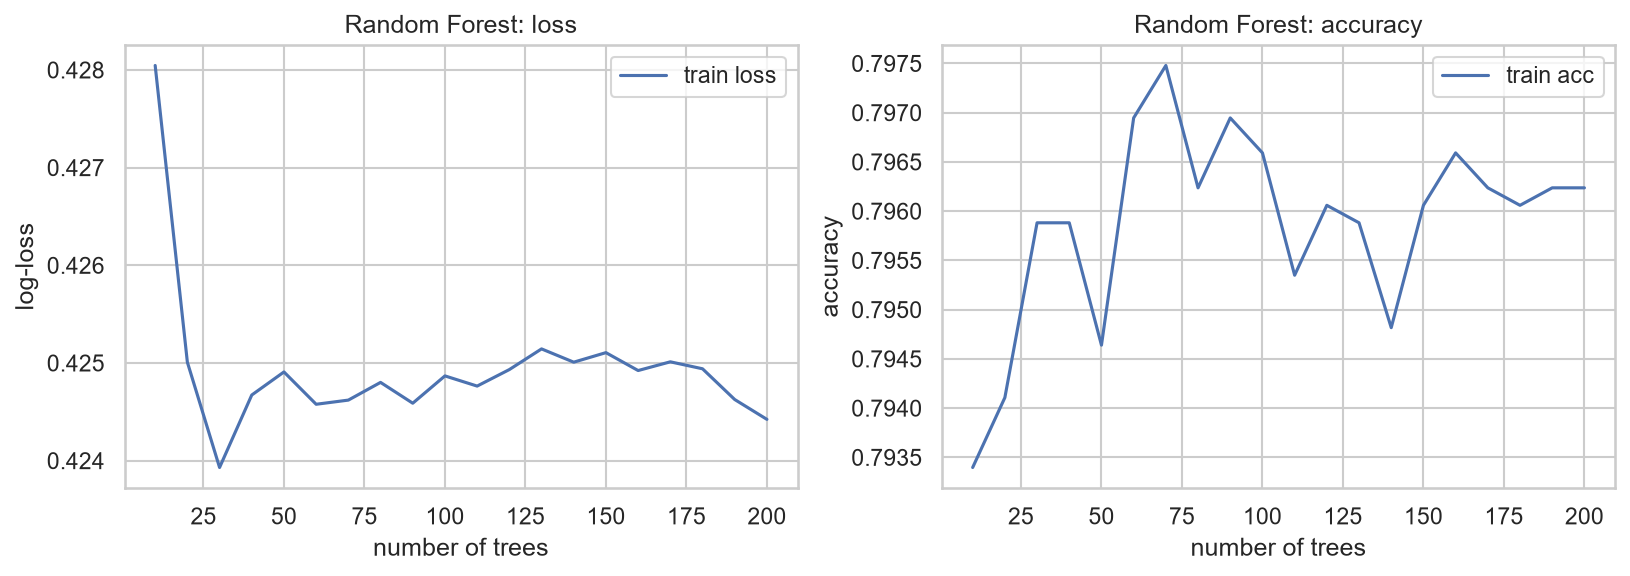 Random Forest: loss
train loss
log-loss
0.428
0.427
0.426
0.425
0.424
25 50 75 100 125 150 175 200
number of trees
Random Forest: accuracy
train acc
accuracy
0.7975
0.7970
0.7965
0.7960
0.7955
0.7950
0.7945
0.7940
0.7935
25 50 75 100 125 150 175 200
number of trees